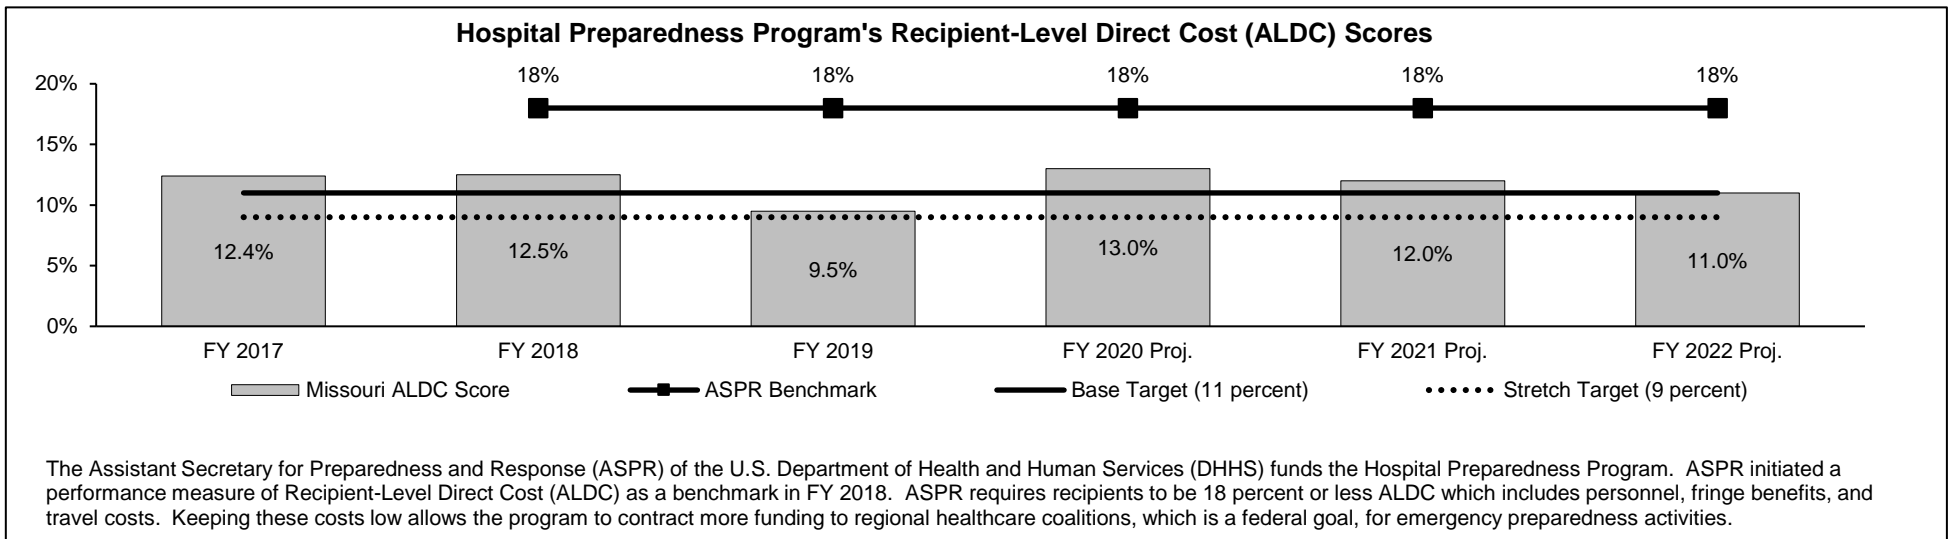 Hospital Preparedness Program's Recipient-Level Direct Cost (ALDC) Scores
18% 18% 18% 18% 18%
20%
15%
10%
5%
0%
12.4% 12.5% 9.5% 13.0% 12.0% 11.0%
FY 2017 FY 2018 FY 2019 FY 2020 Proj. FY 2021 Proj. FY 2022 Proj.
Missouri ALDC Score ASPR Benchmark Base Target (11 percent) Stretch Target (9 percent)
The Assistant Secretary for Preparedness and Response (ASPR) of the U.S. Department of Health and Human Services (DHHS) funds the Hospital Preparedness Program. ASPR initiated a
performance measure of Recipient-Level Direct Cost (ALDC) as a benchmark in FY 2018. ASPR requires recipients to be 18 percent or less ALDC which includes personnel, fringe benefits, and
travel costs. Keeping these costs low allows the program to contract more funding to regional healthcare coalitions, which is a federal goal, for emergency preparedness activities.